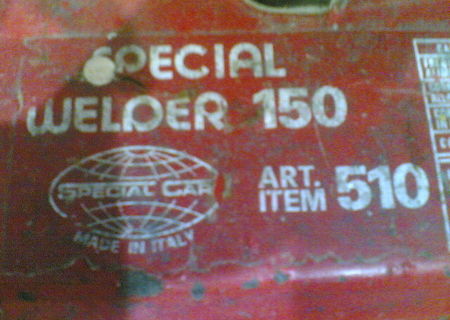 SPECIAL
WELDER 150
SPECIAL CAR
MADE IN ITALY
ART.
ITEM 510